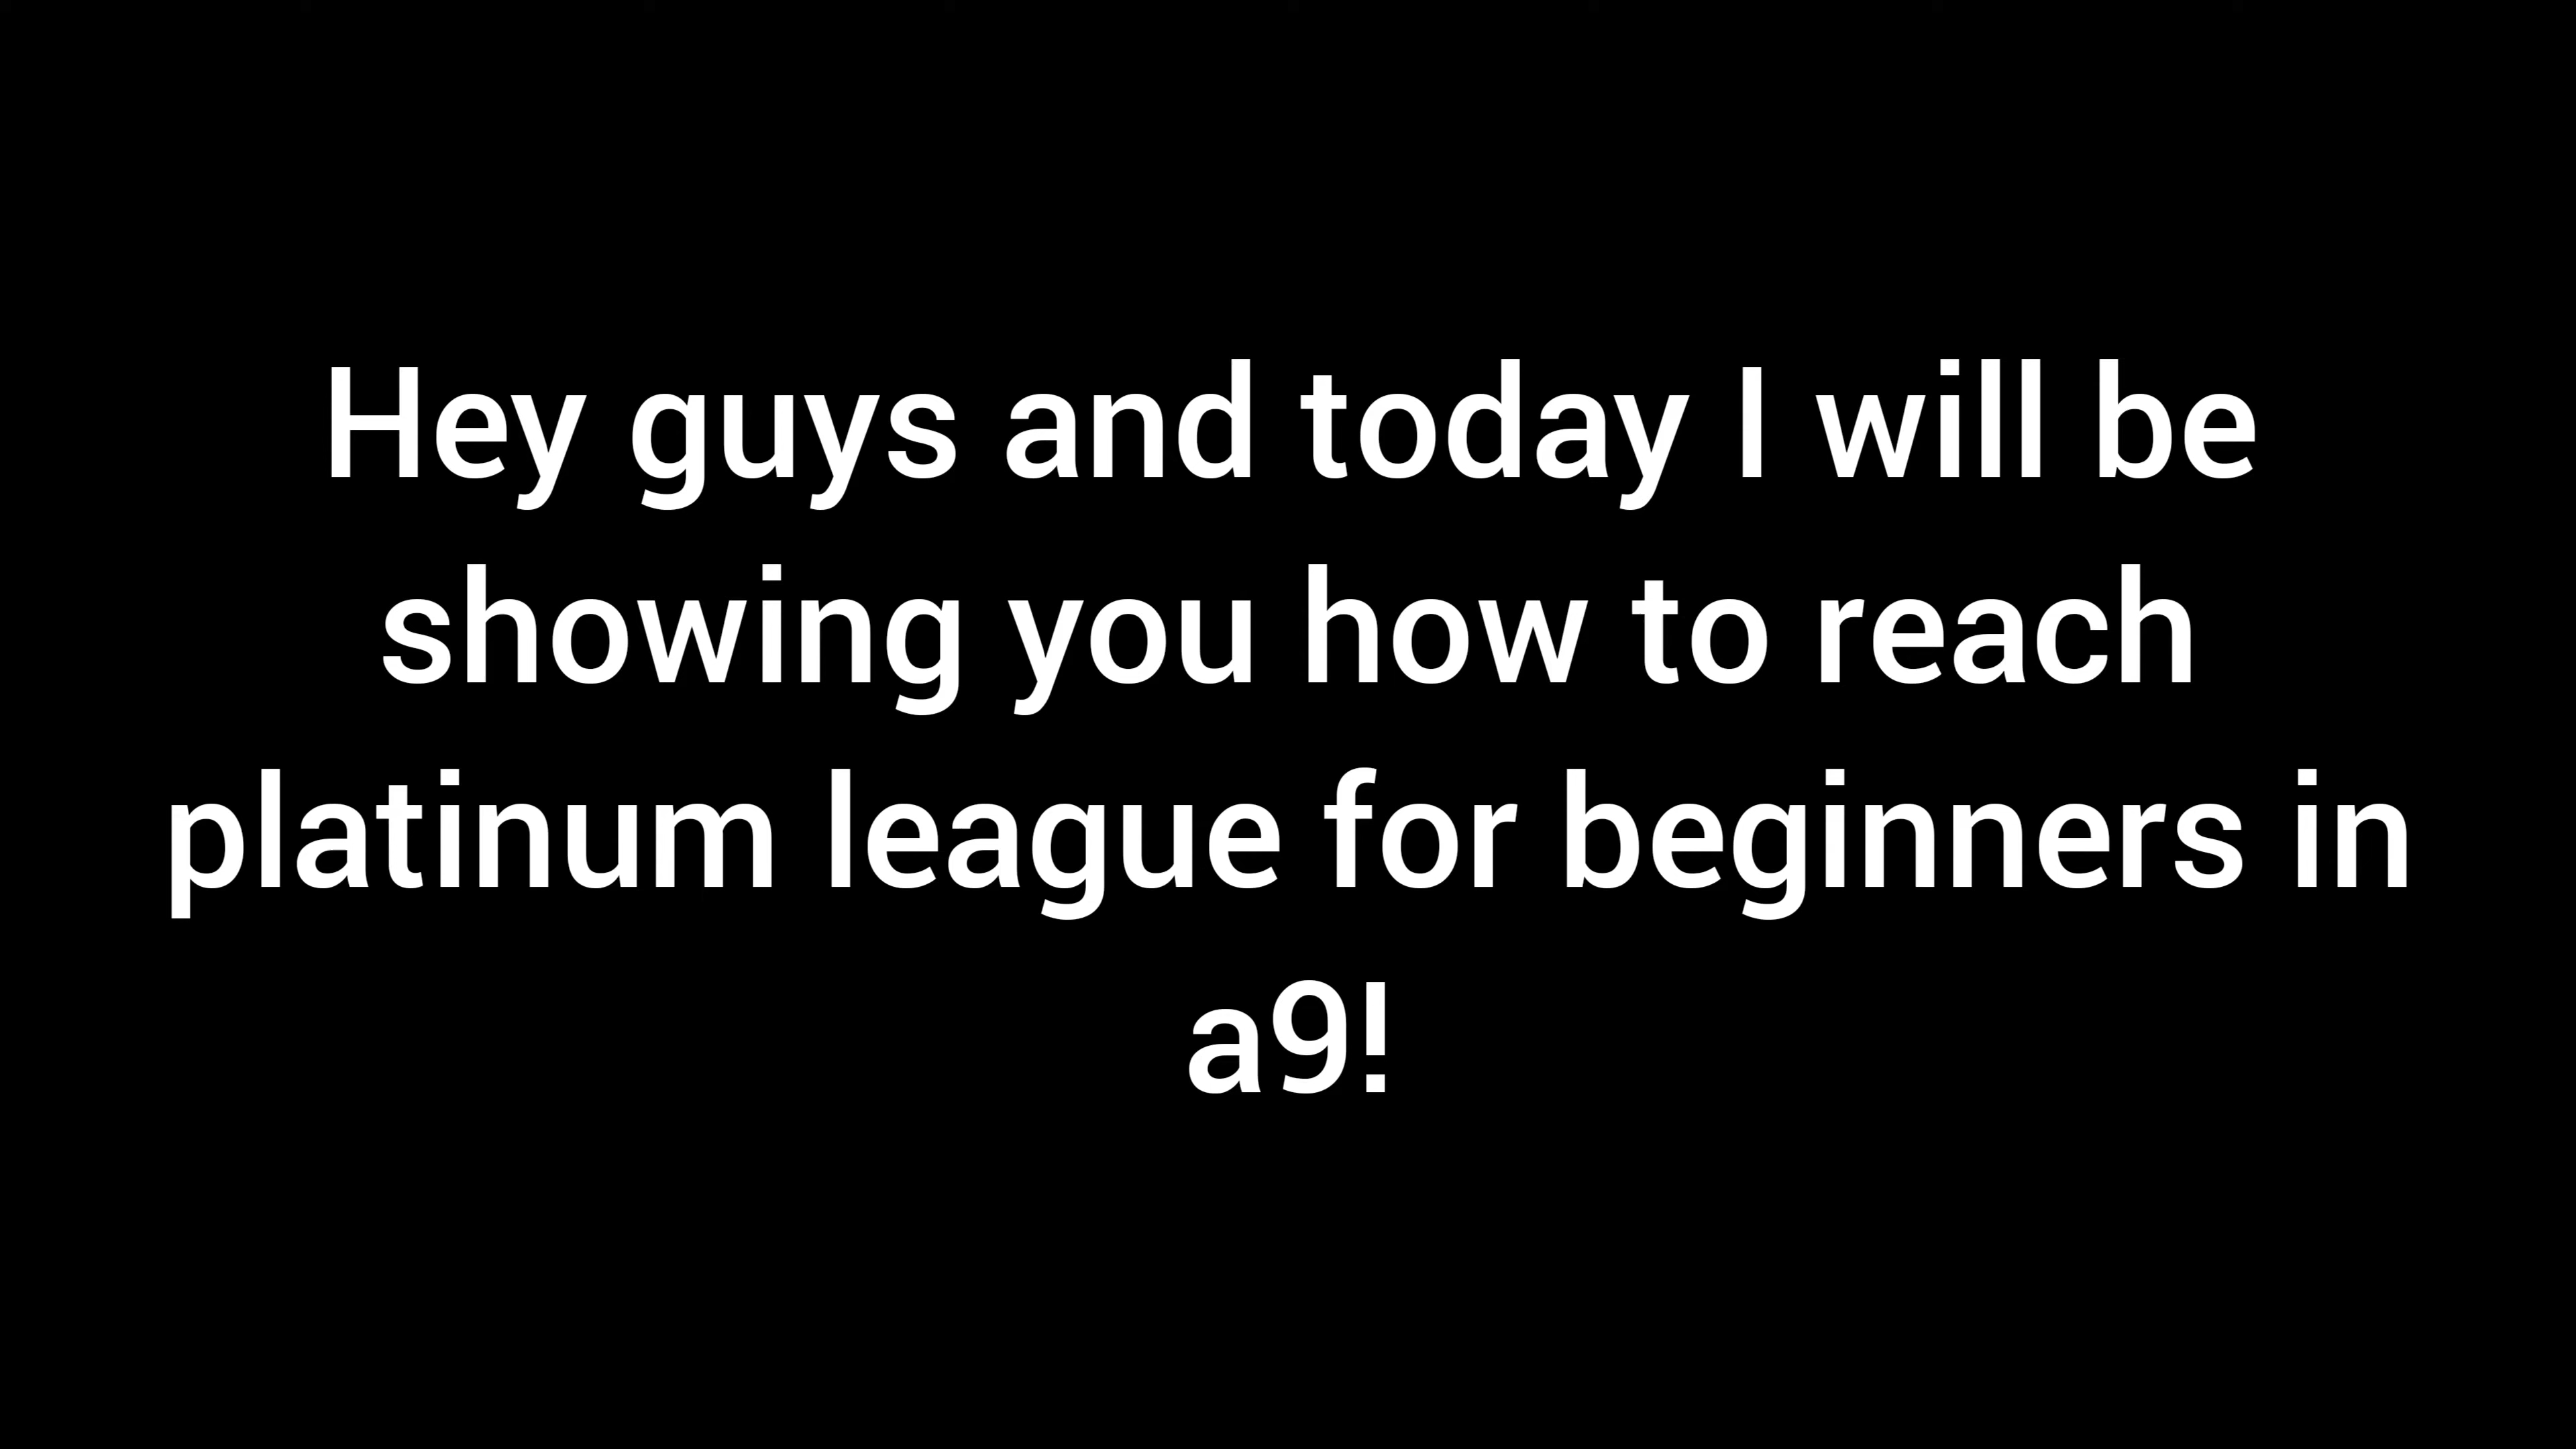 Hey guys and today I will be
showing you how to reach
platinum league for beginners in
a9!